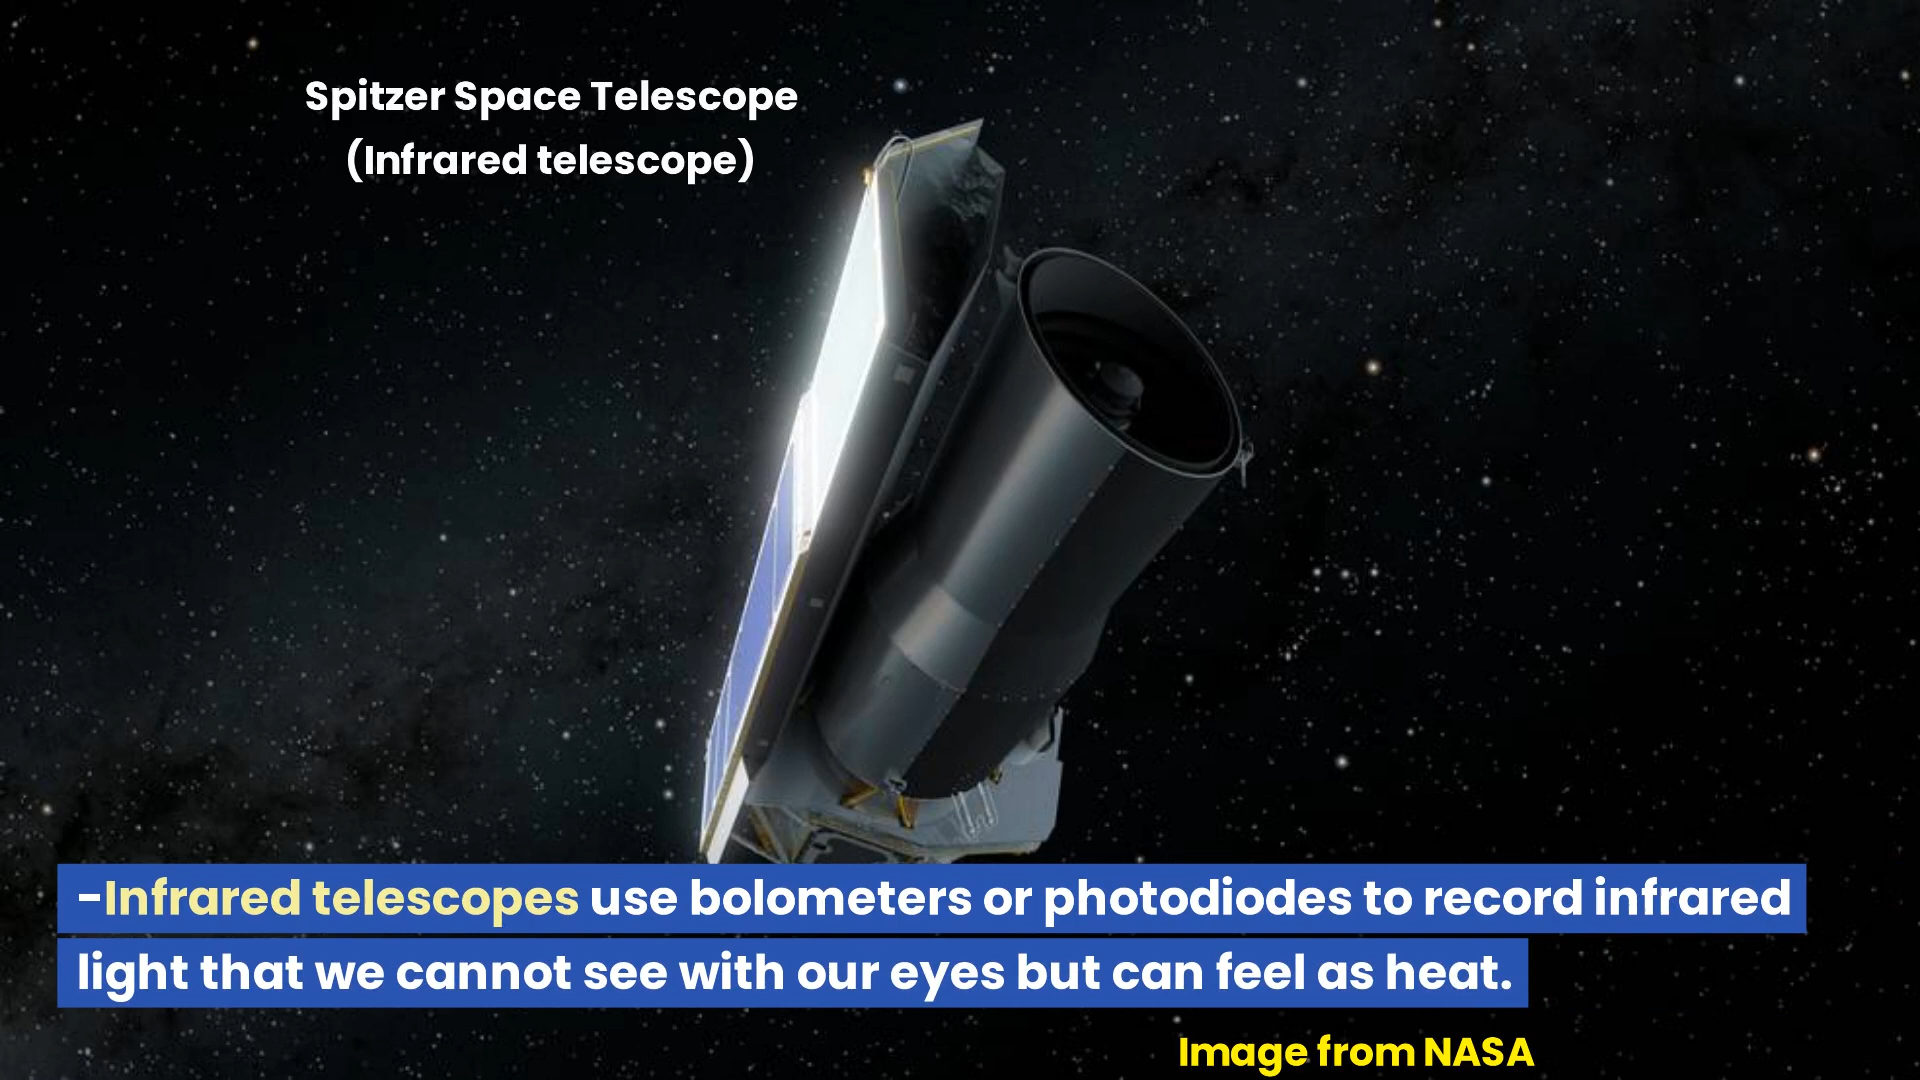 Spitzer Space Telescope
(Infrared telescope)
-Infrared telescopes use bolometers or photodiodes to record infrared
light that we cannot see with our eyes but can feel as heat.
Image from NASA